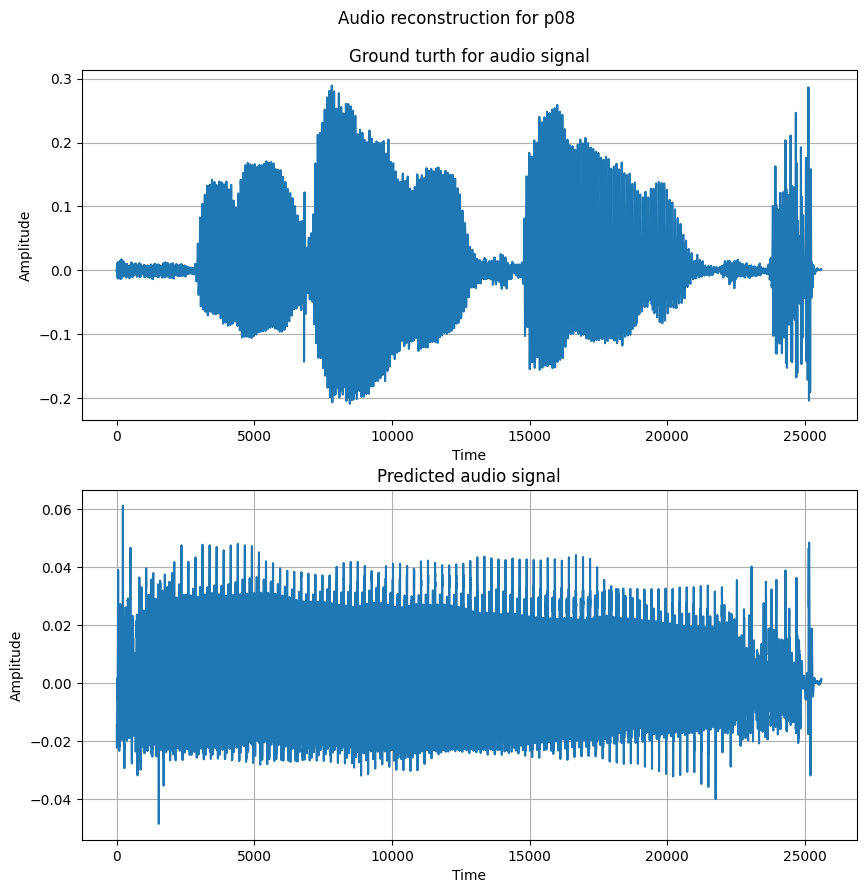 Audio reconstruction for p08
Ground turth for audio signal
0.3
0.2
0.1
0.0
−0.1
−0.2
Amplitude
0 5000 10000 15000 20000 25000
Time
Predicted audio signal
0.06
0.04
0.02
0.00
−0.02
−0.04
Amplitude
0 5000 10000 15000 20000 25000
Time